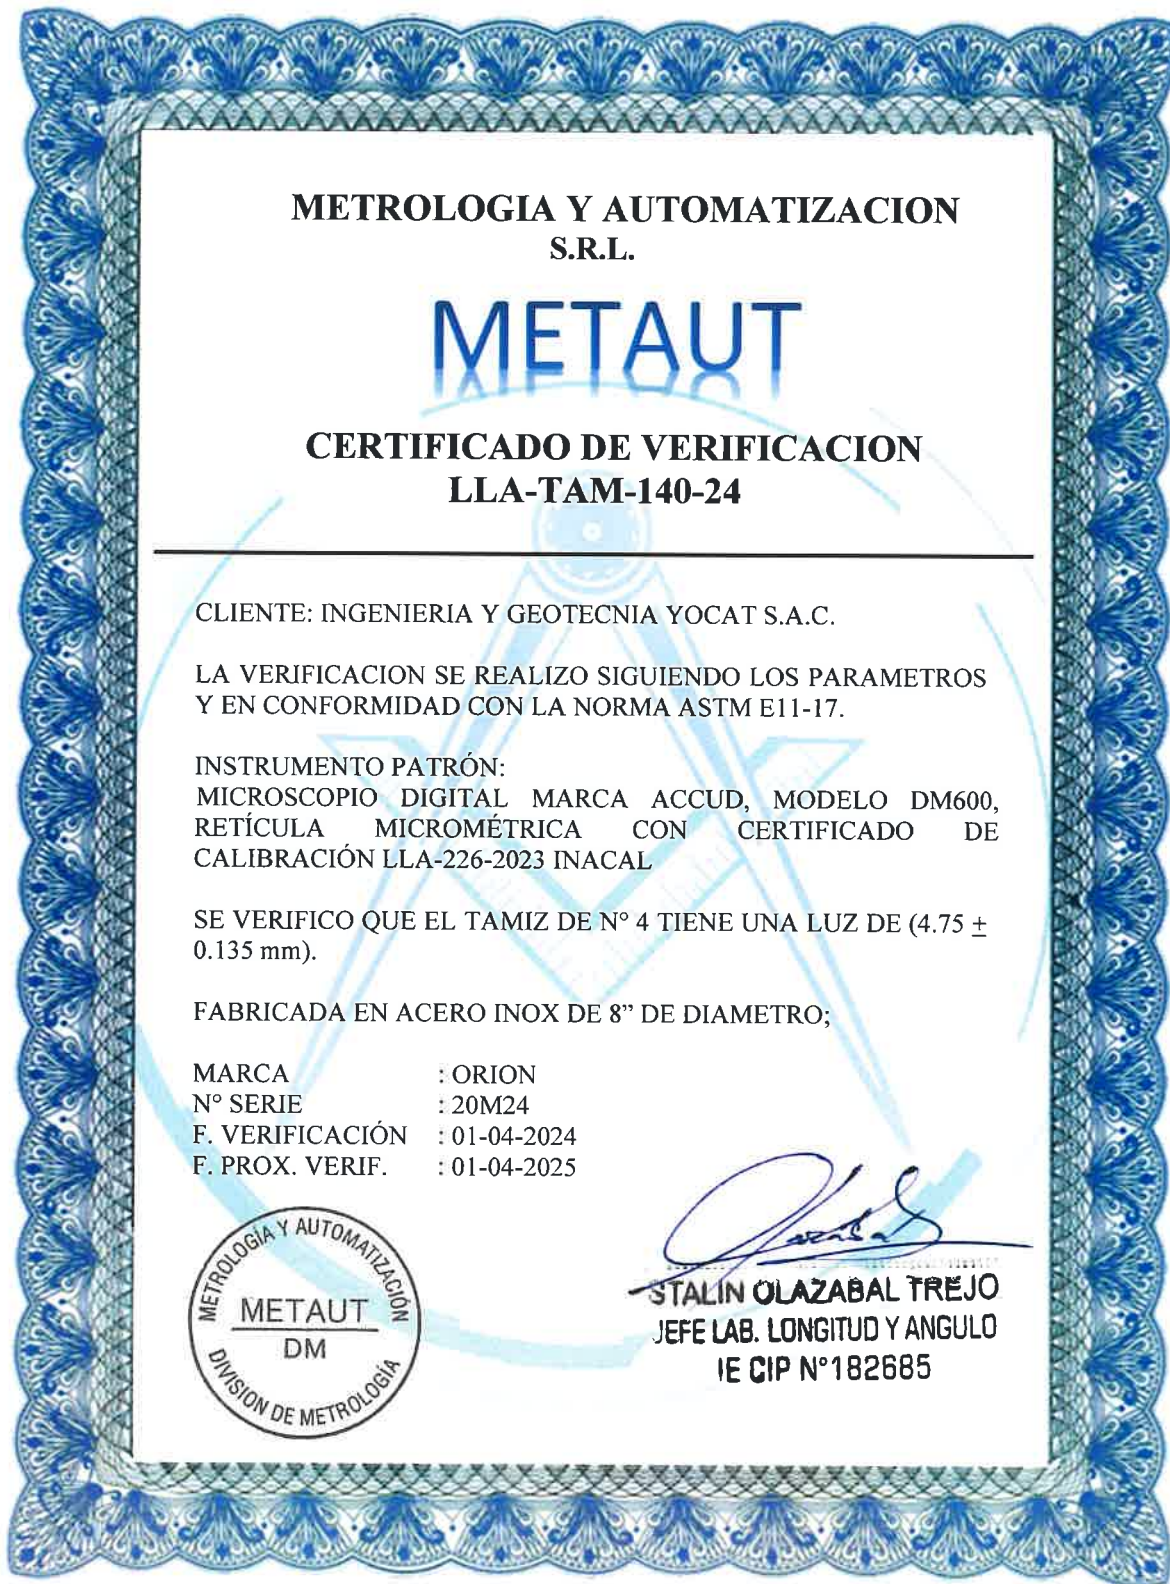 METROLOGIA Y AUTOMATIZACION
S.R.L.
METAUT
CERTIFICADO DE VERIFICACION
LLA-TAM-140-24
CLIENTE: INGENIERIA Y GEOTECNIA YOCAT S.A.C.
LA VERIFICACION SE REALIZO SIGUIENDO LOS PARAMETROS
Y EN CONFORMIDAD CON LA NORMA ASTM E11-17.
INSTRUMENTO PATRÓN:
MICROSCOPIO DIGITAL MARCA ACCUD, MODELO DM600,
RETÍCULA MICROMÉTRICA CON CERTIFICADO DE
CALIBRACIÓN LLA-226-2023 INACAL
SE VERIFICO QUE EL TAMIZ DE N° 4 TIENE UNA LUZ DE (4.75 ±
0.135 mm).
FABRICADA EN ACERO INOX DE 8” DE DIAMETRO;
MARCA : ORION
N° SERIE : 20M24
F. VERIFICACIÓN : 01-04-2024
F. PROX. VERIF. : 01-04-2025
METROLOGÍA Y AUTOMATIZACIÓN
METAUT
DM
DIVISION DE METROLOGÍA
STALIN OLAZABAL TREJO
JEFE LAB. LONGITUD Y ANGULO
IE CIP N°182685